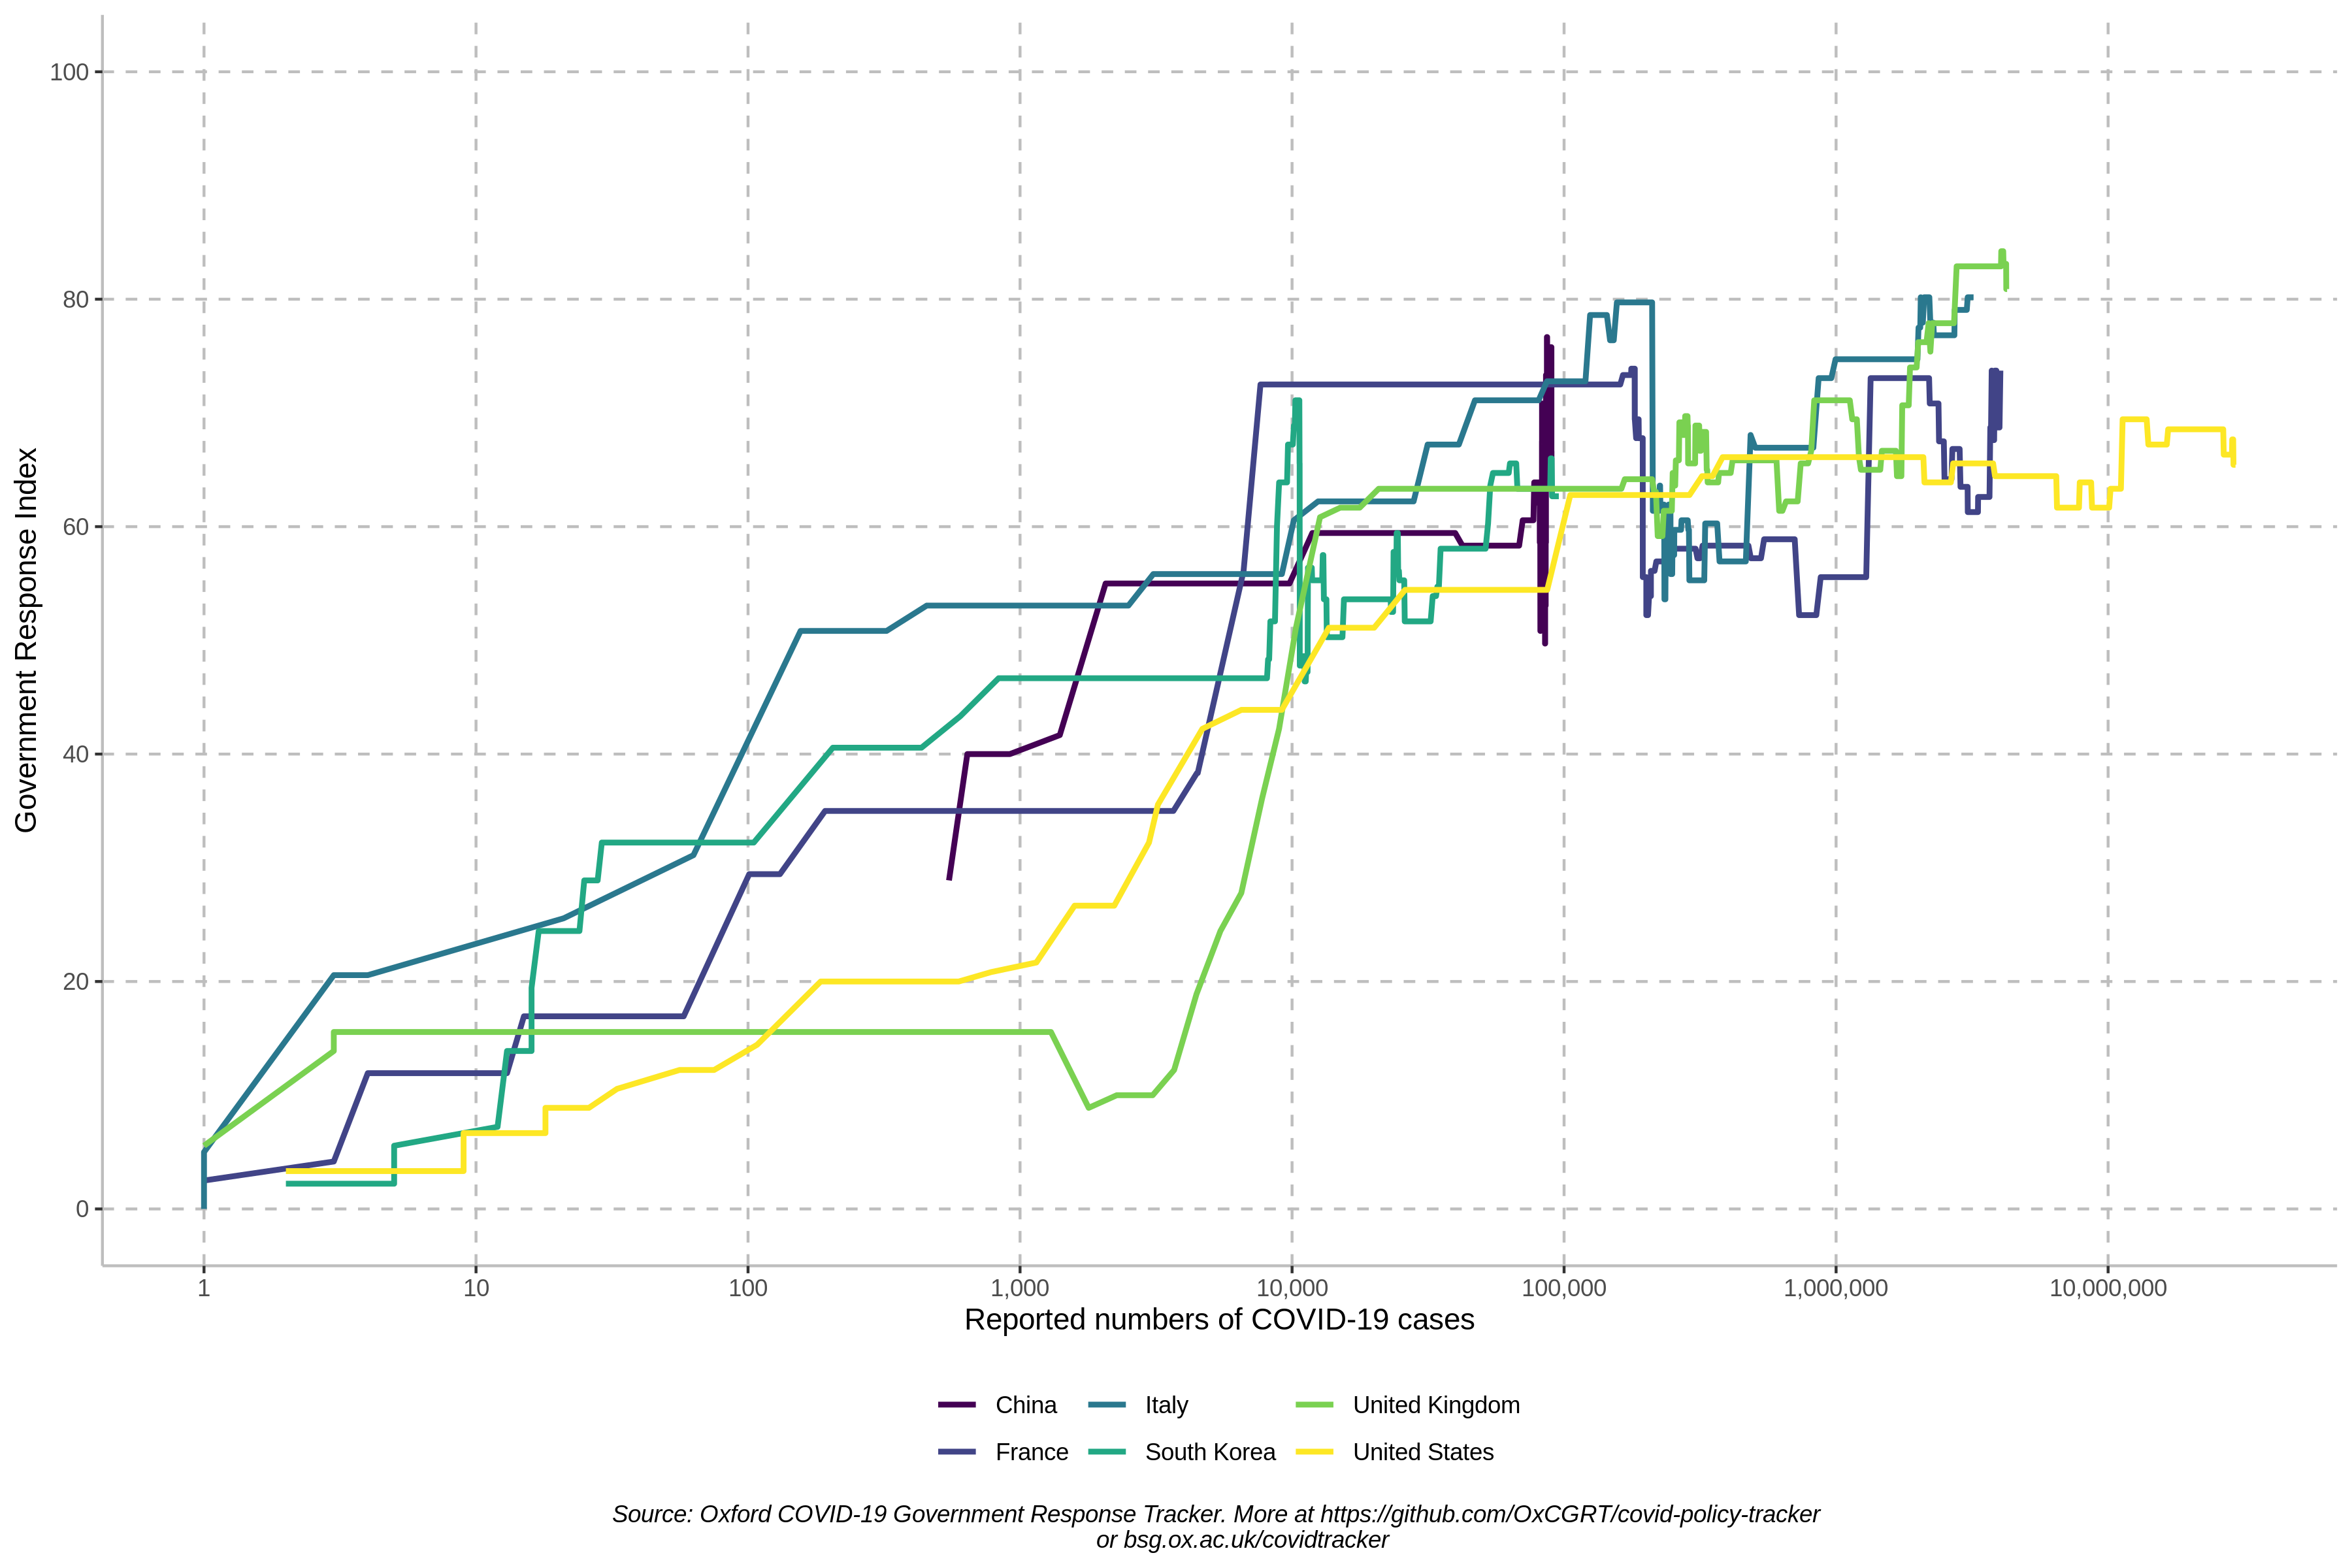 Government Response Index
100
80
60
40
20
0
1 10 100 1,000 10,000 100,000 1,000,000 10,000,000
Reported numbers of COVID-19 cases
China Italy United Kingdom
France South Korea United States
Source: Oxford COVID-19 Government Response Tracker. More at https://github.com/OxCGRT/covid-policy-tracker
or bsg.ox.ac.uk/covidtracker